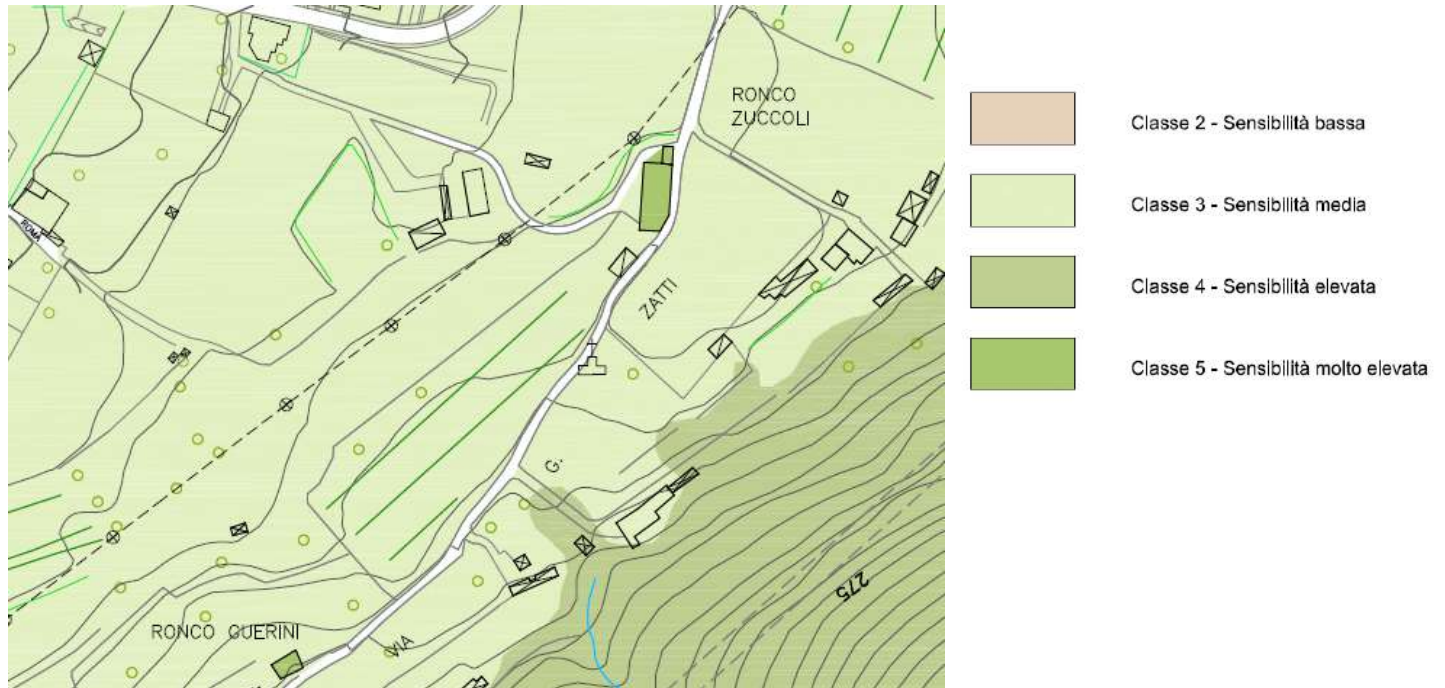 RONCO
ZUCCOLI
ROMA
ZATTI
G.
VIA
RONCO GUERINI
275
Classe 2 - Sensibilità bassa
Classe 3 - Sensibilità media
Classe 4 - Sensibilità elevata
Classe 5 - Sensibilità molto elevata